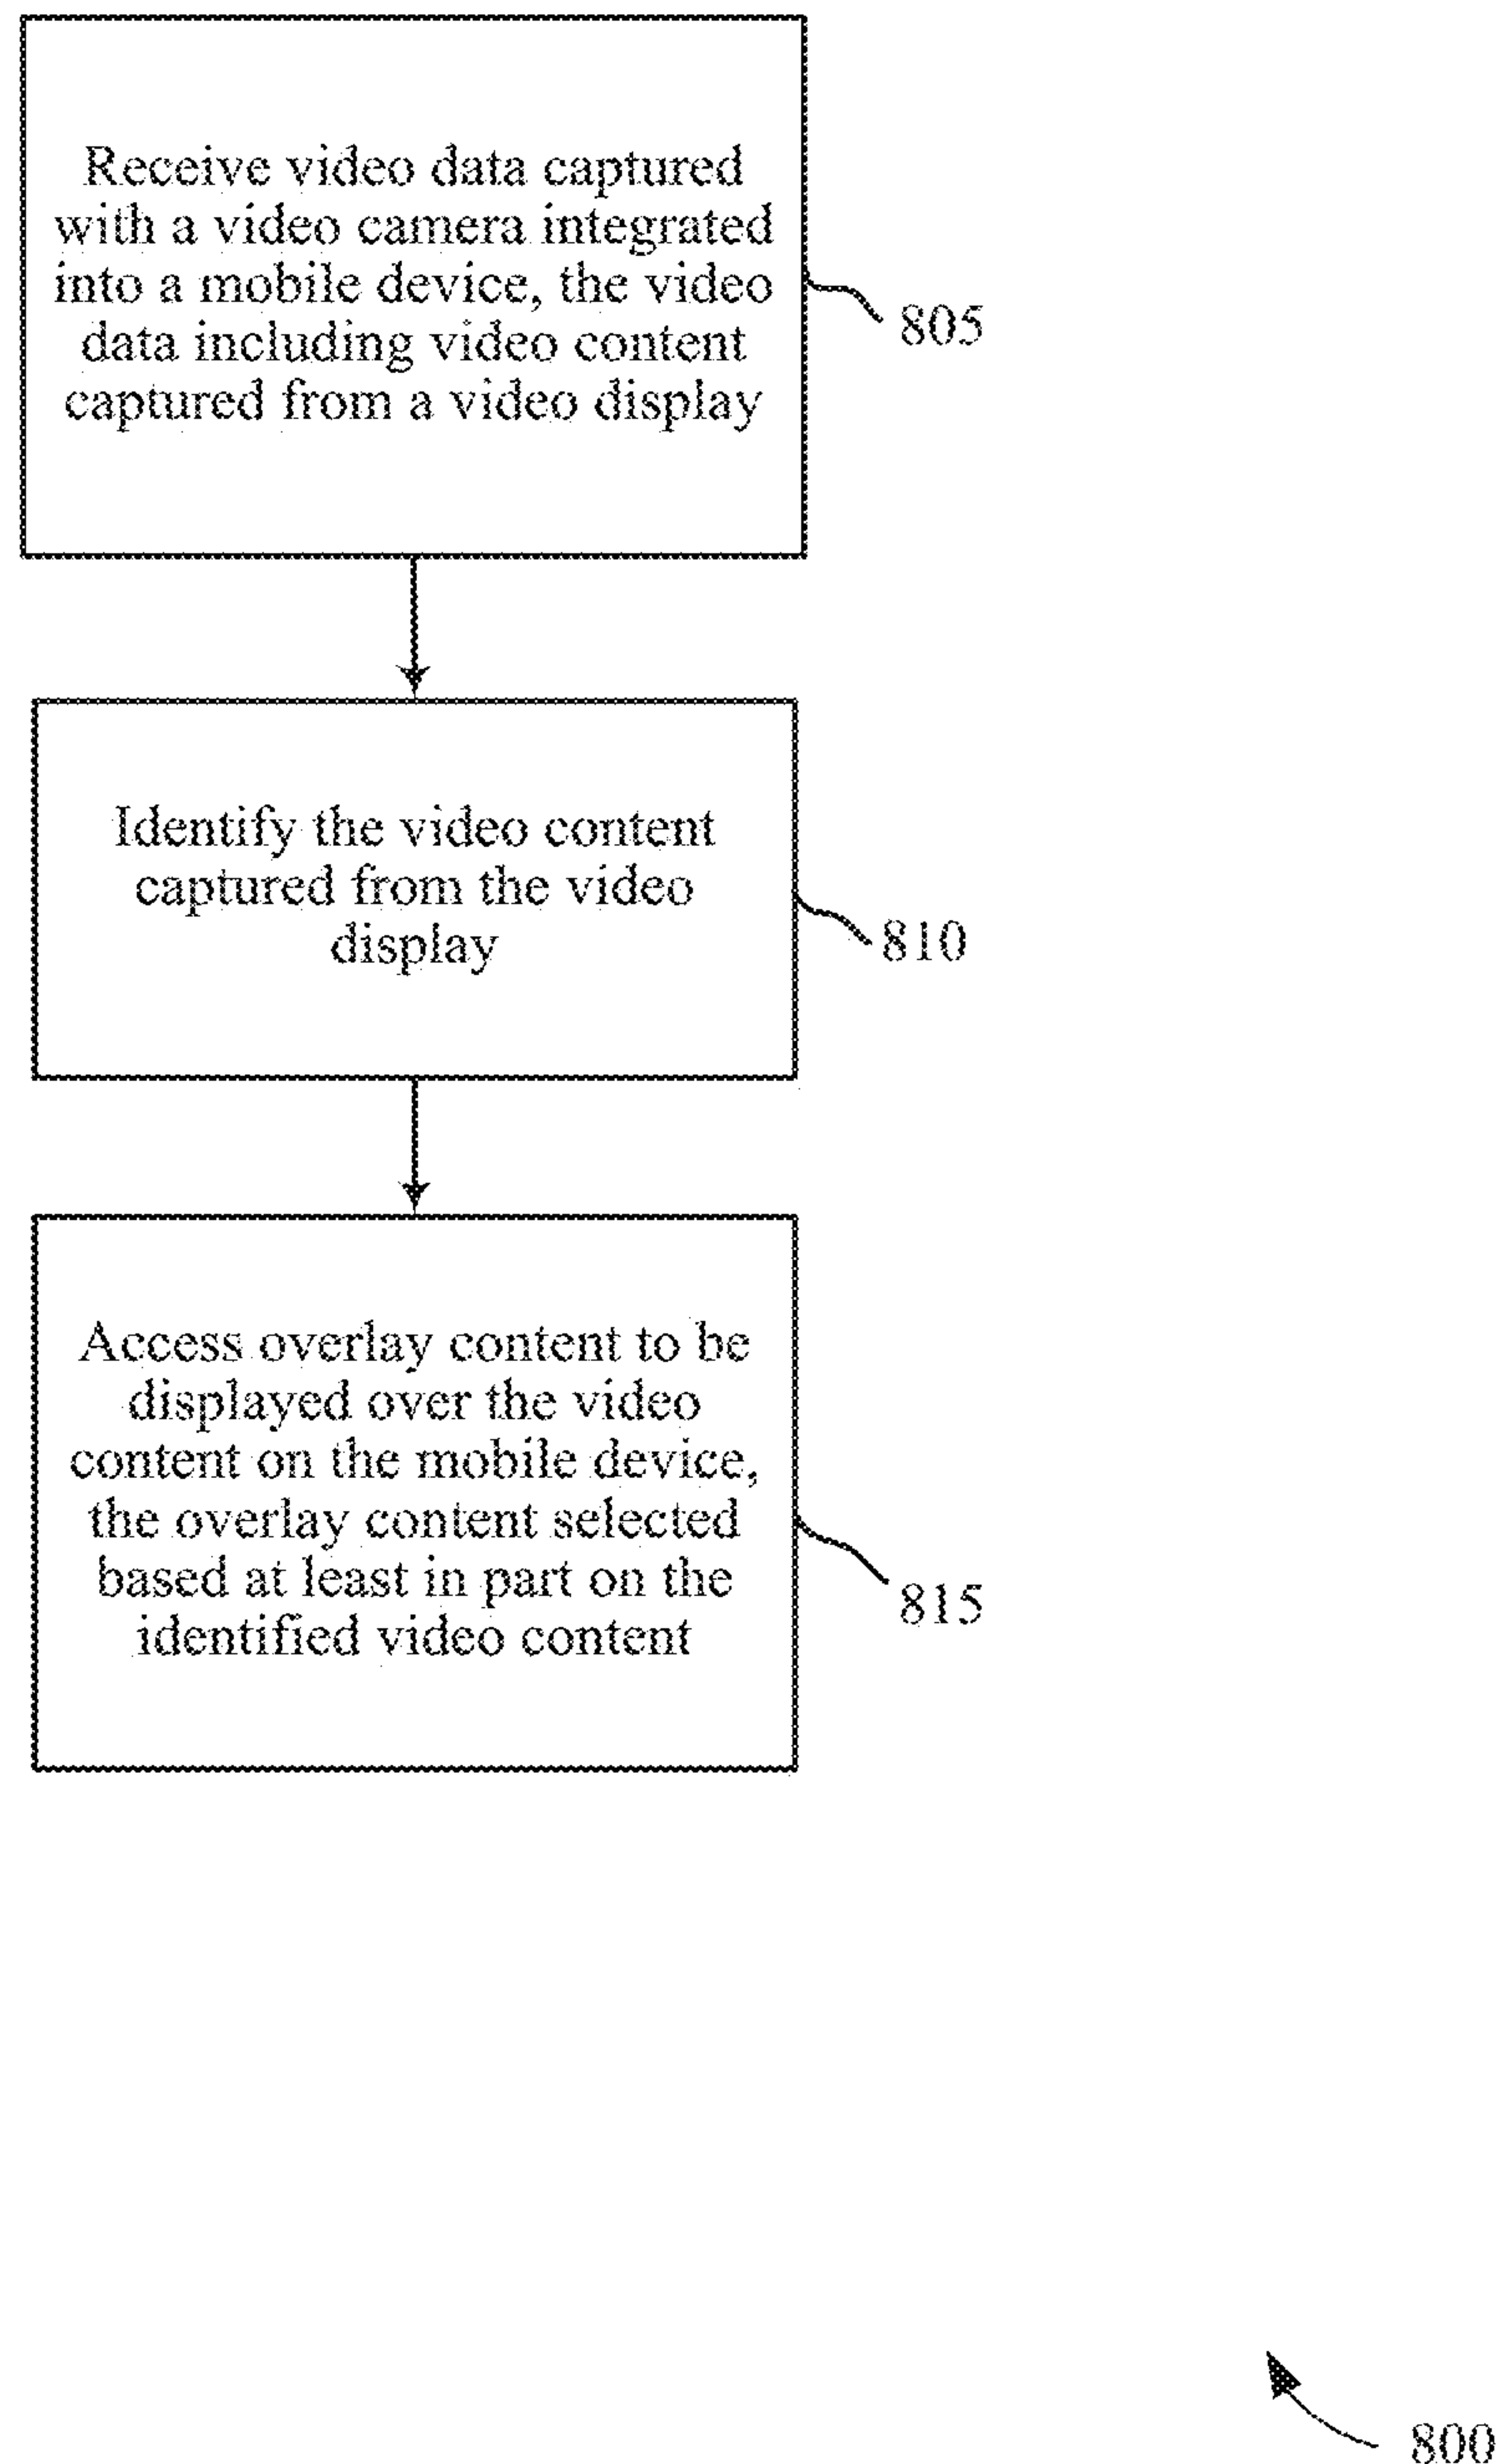 Receive video data captured
with a video camera integrated
into a mobile device, the video
data including video content
captured from a video display
805
Identify the video content
captured from the video
display
810
Access overlay content to be
displayed over the video
content on the mobile device,
the overlay content selected
based at least in part on the
identified video content
815
800